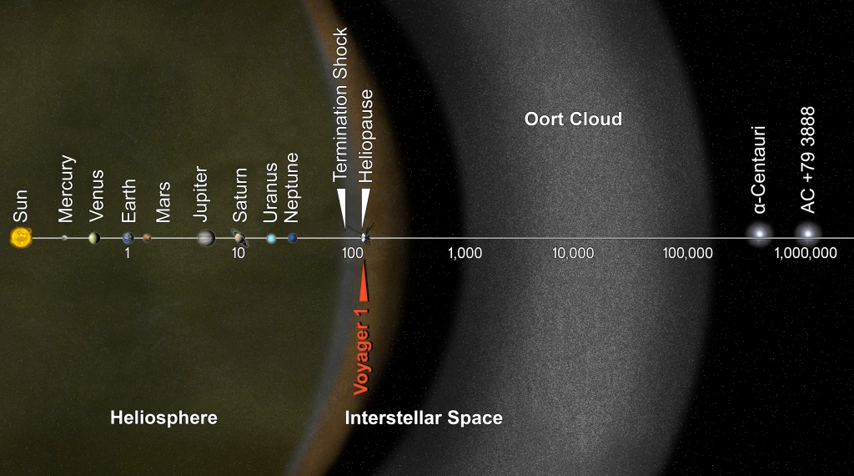 Termination Shock
Heliopause
Oort Cloud
Sun
Mercury
Venus
Earth
Mars
Jupiter
Saturn
Uranus
Neptune
α-Centauri
AC +79 3888
1
10
100
1,000
10,000
100,000
1,000,000
Voyager 1
Heliosphere
Interstellar Space